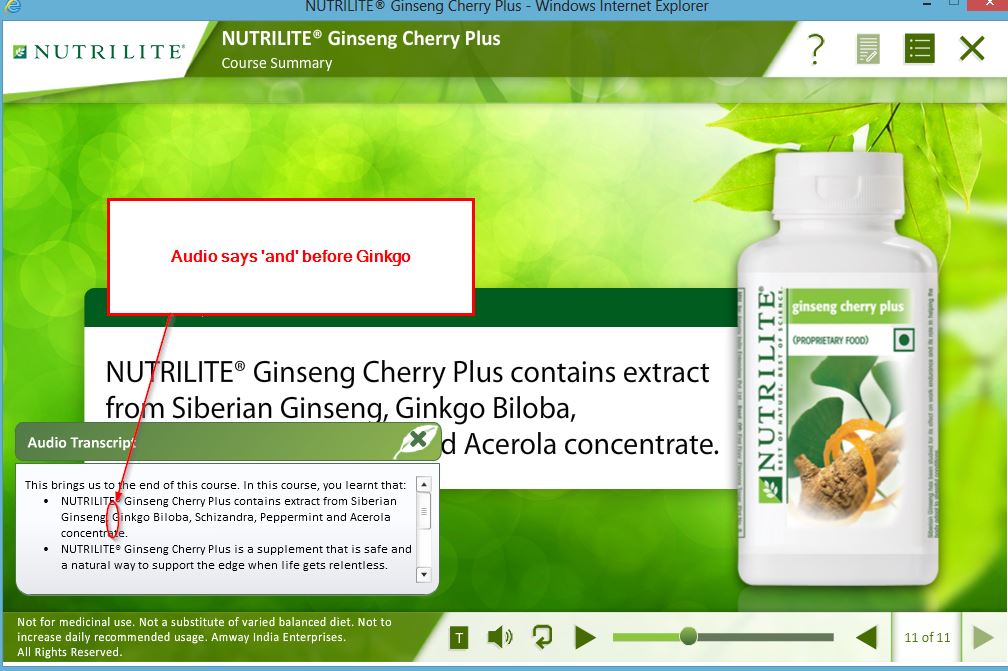 NUTRILITE® Ginseng Cherry Plus - Windows Internet Explorer
NUTRILITE®
NUTRILITE® Ginseng Cherry Plus
Course Summary
?
Audio says 'and' before Ginkgo
NUTRILITE® Ginseng Cherry Plus contains extract
from Siberian Ginseng, Ginkgo Biloba,
d Acerola concentrate.
Audio Transcript
This brings us to the end of this course. In this course, you learnt that:
• NUTRILITE® Ginseng Cherry Plus contains extract from Siberian
Ginseng, Ginkgo Biloba, Schizandra, Peppermint and Acerola
concentrate.
• NUTRILITE® Ginseng Cherry Plus is a supplement that is safe and
a natural way to support the edge when life gets relentless.
NUTRILITE®
BEST OF NATURE. BEST OF SCIENCE.
ginseng cherry plus
(PROPRIETARY FOOD)
Not for medicinal use. Not a substitute of varied balanced diet. Not to
increase daily recommended usage. Amway India Enterprises.
All Rights Reserved.
T
11 of 11